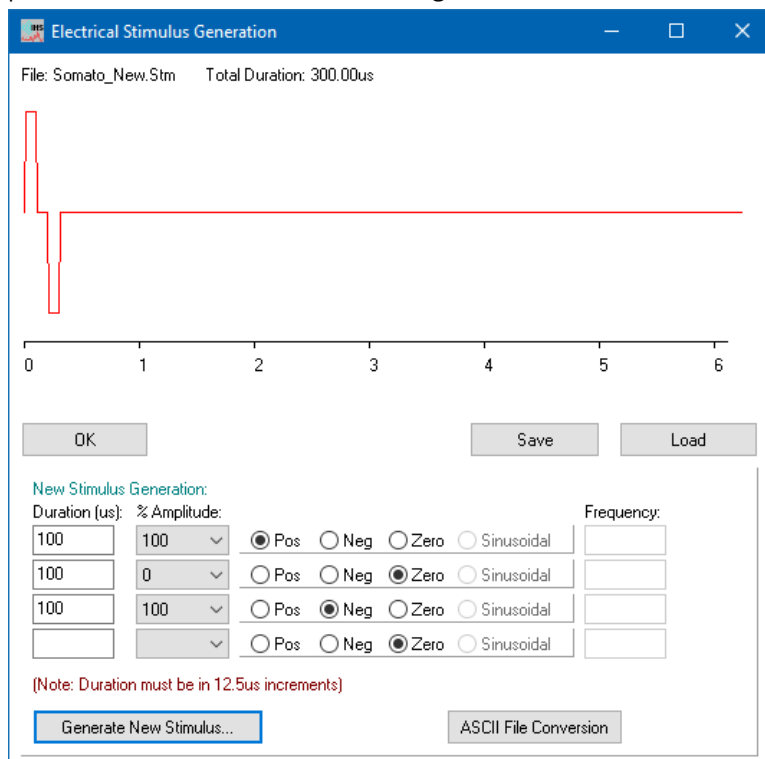 Electrical Stimulus Generation
File: Somato_New.Stm Total Duration: 300.00us
0 1 2 3 4 5 6
OK Save Load
New Stimulus Generation:
Duration (us): % Amplitude: Frequency:
100 100 Pos Neg Zero Sinusoidal
100 0 Pos Neg Zero Sinusoidal
100 100 Pos Neg Zero Sinusoidal
Pos Neg Zero Sinusoidal
(Note: Duration must be in 12.5us increments)
Generate New Stimulus... ASCII File Conversion